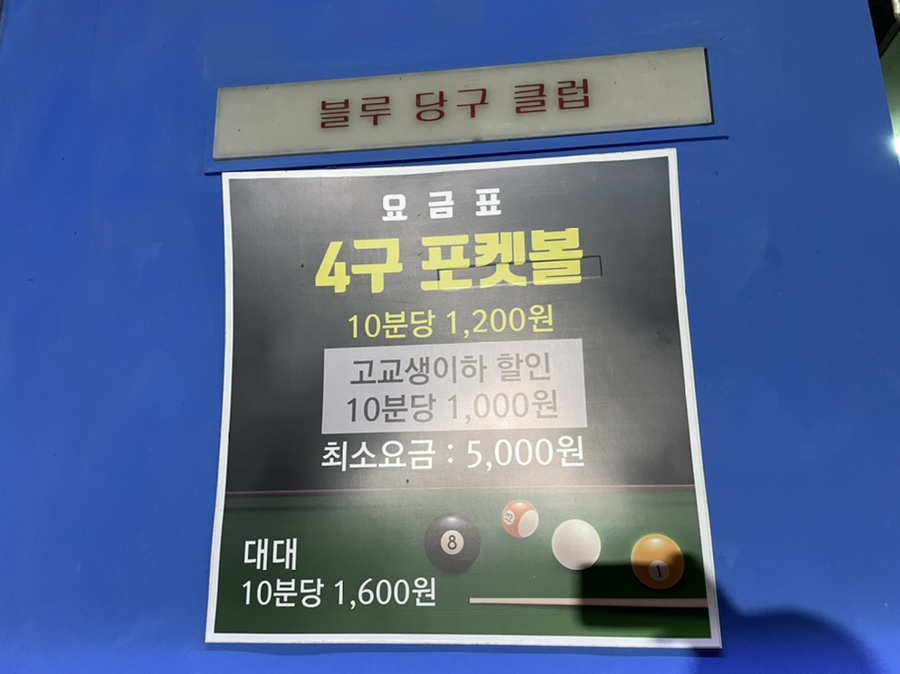 블루 당구 클럽
요금표
4구 포켓볼
10분당 1,200원
고교생이하 할인
10분당 1,000원
최소요금 : 5,000원
8
대대
10분당 1,600원
1